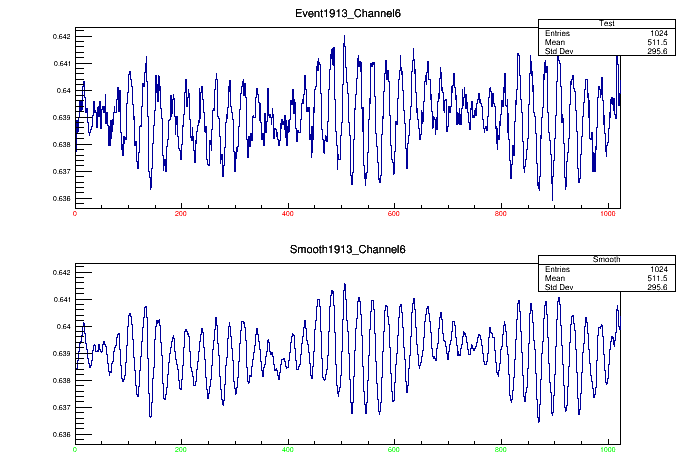 Event1913_Channel6
Test
Entries 1024
Mean 511.5
Std Dev 295.6
0.642
0.641
0.64
0.639
0.638
0.637
0.636
0 200 400 600 800 1000
Smooth1913_Channel6
Smooth
Entries 1024
Mean 511.5
Std Dev 295.6
0.642
0.641
0.64
0.639
0.638
0.637
0.636
0 200 400 600 800 1000